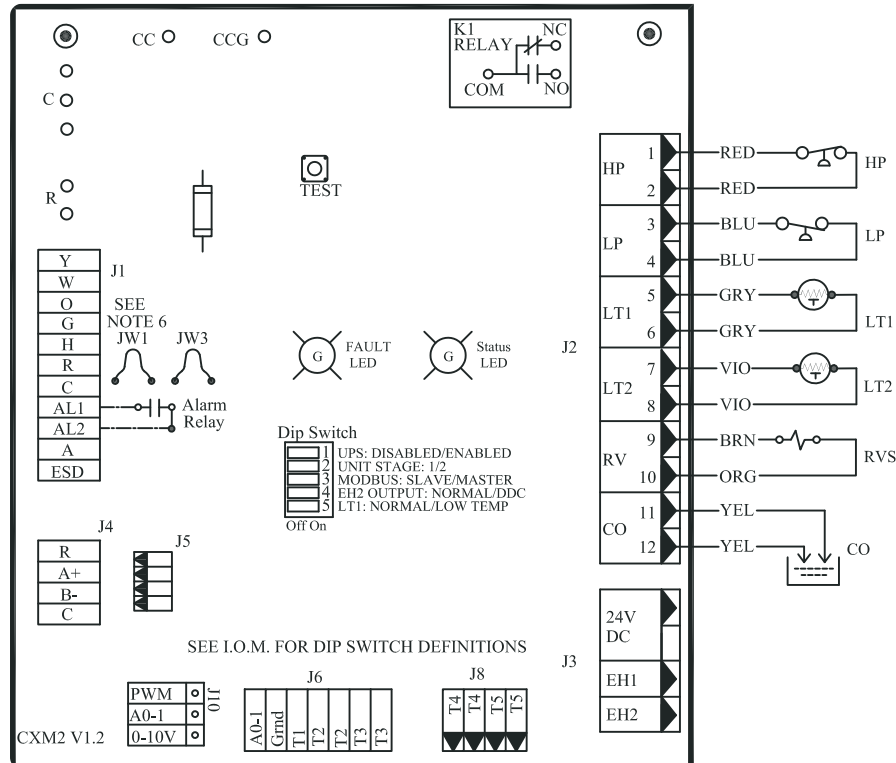 CC
CCG
K1
RELAY
NC
COM
NO
C
R
TEST
Y
W
O
G
H
R
C
AL1
AL2
A
ESD
J1
SEE
NOTE 6
JW1
JW3
Alarm
Relay
G
FAULT
LED
G
Status
LED
Dip Switch
1 UPS: DISABLED/ENABLED
2 UNIT STAGE: 1/2
3 MODBUS: SLAVE/MASTER
4 EH2 OUTPUT: NORMAL/DDC
5 LT1: NORMAL/LOW TEMP
Off On
J2
HP
1
RED
2
RED
HP
LP
3
BLU
4
BLU
LP
LT1
5
GRY
6
GRY
LT1
LT2
7
VIO
8
VIO
LT2
RV
9
BRN
10
ORG
RVS
CO
11
YEL
12
YEL
CO
J4
R
A+
B-
C
J5
SEE I.O.M. FOR DIP SWITCH DEFINITIONS
J3
24V
DC
EH1
EH2
J10
PWM
A0-1
0-10V
CXM2 V1.2
J6
A0-1
Grnd
T1
T2
T2
T3
T3
J8
T4
T4
T5
T5